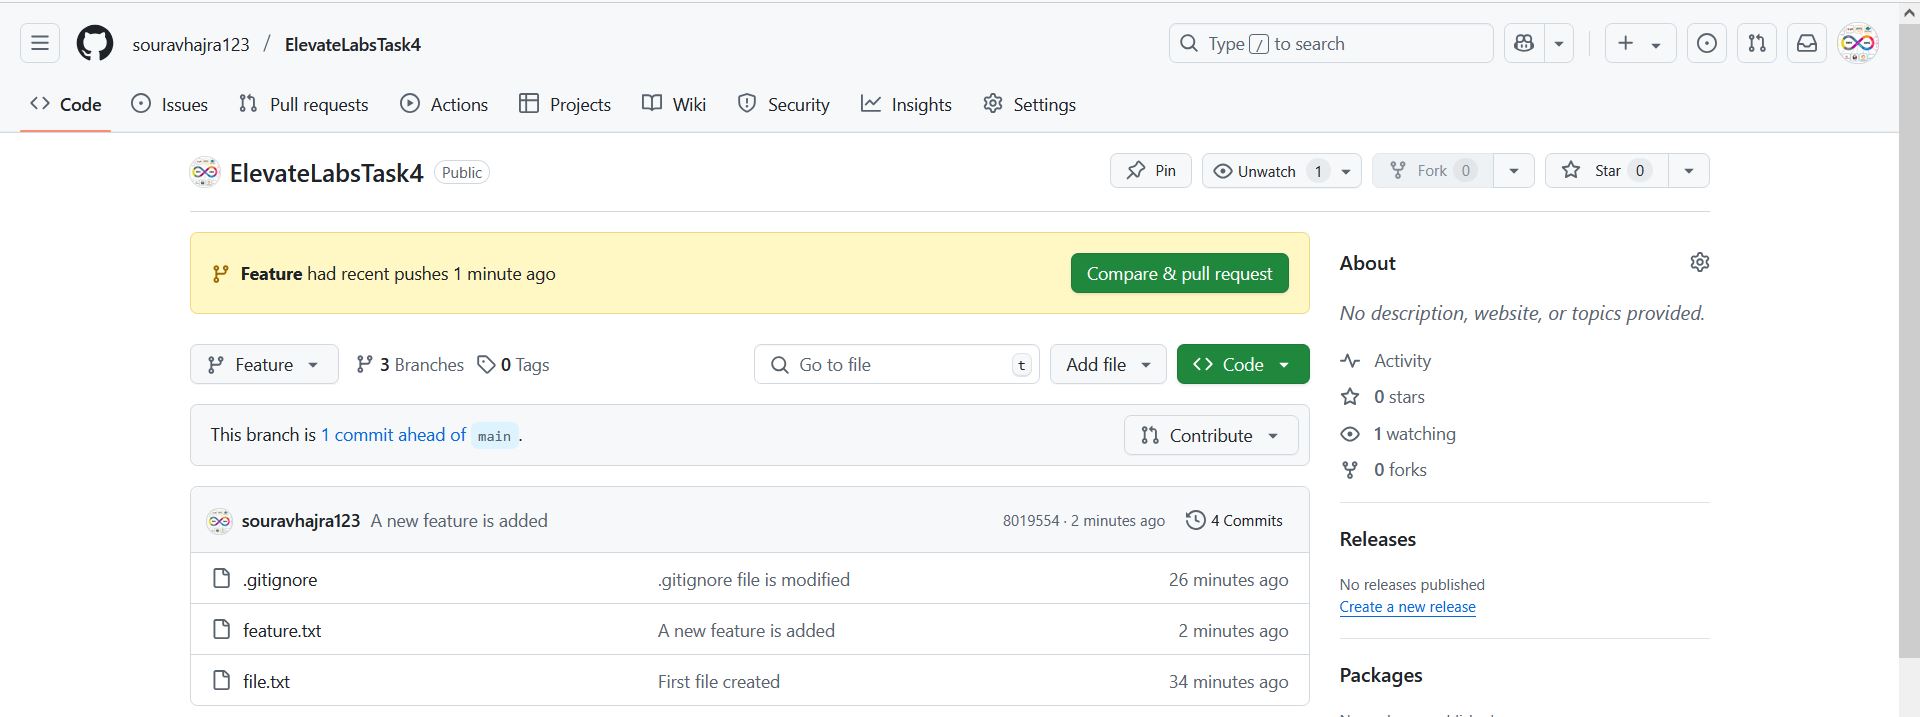 souravhajra123 / ElevateLabsTask4
Type / to search
Code Issues Pull requests Actions Projects Wiki Security Insights Settings
ElevateLabsTask4 Public
Pin Unwatch 1 Fork 0 Star 0
Feature had recent pushes 1 minute ago
Compare & pull request
Feature 3 Branches 0 Tags
Go to file t
Add file
Code
This branch is 1 commit ahead of main .
Contribute
souravhajra123 A new feature is added 8019554 · 2 minutes ago 4 Commits
.gitignore .gitignore file is modified 26 minutes ago
feature.txt A new feature is added 2 minutes ago
file.txt First file created 34 minutes ago
About
No description, website, or topics provided.
Activity
0 stars
1 watching
0 forks
Releases
No releases published
Create a new release
Packages